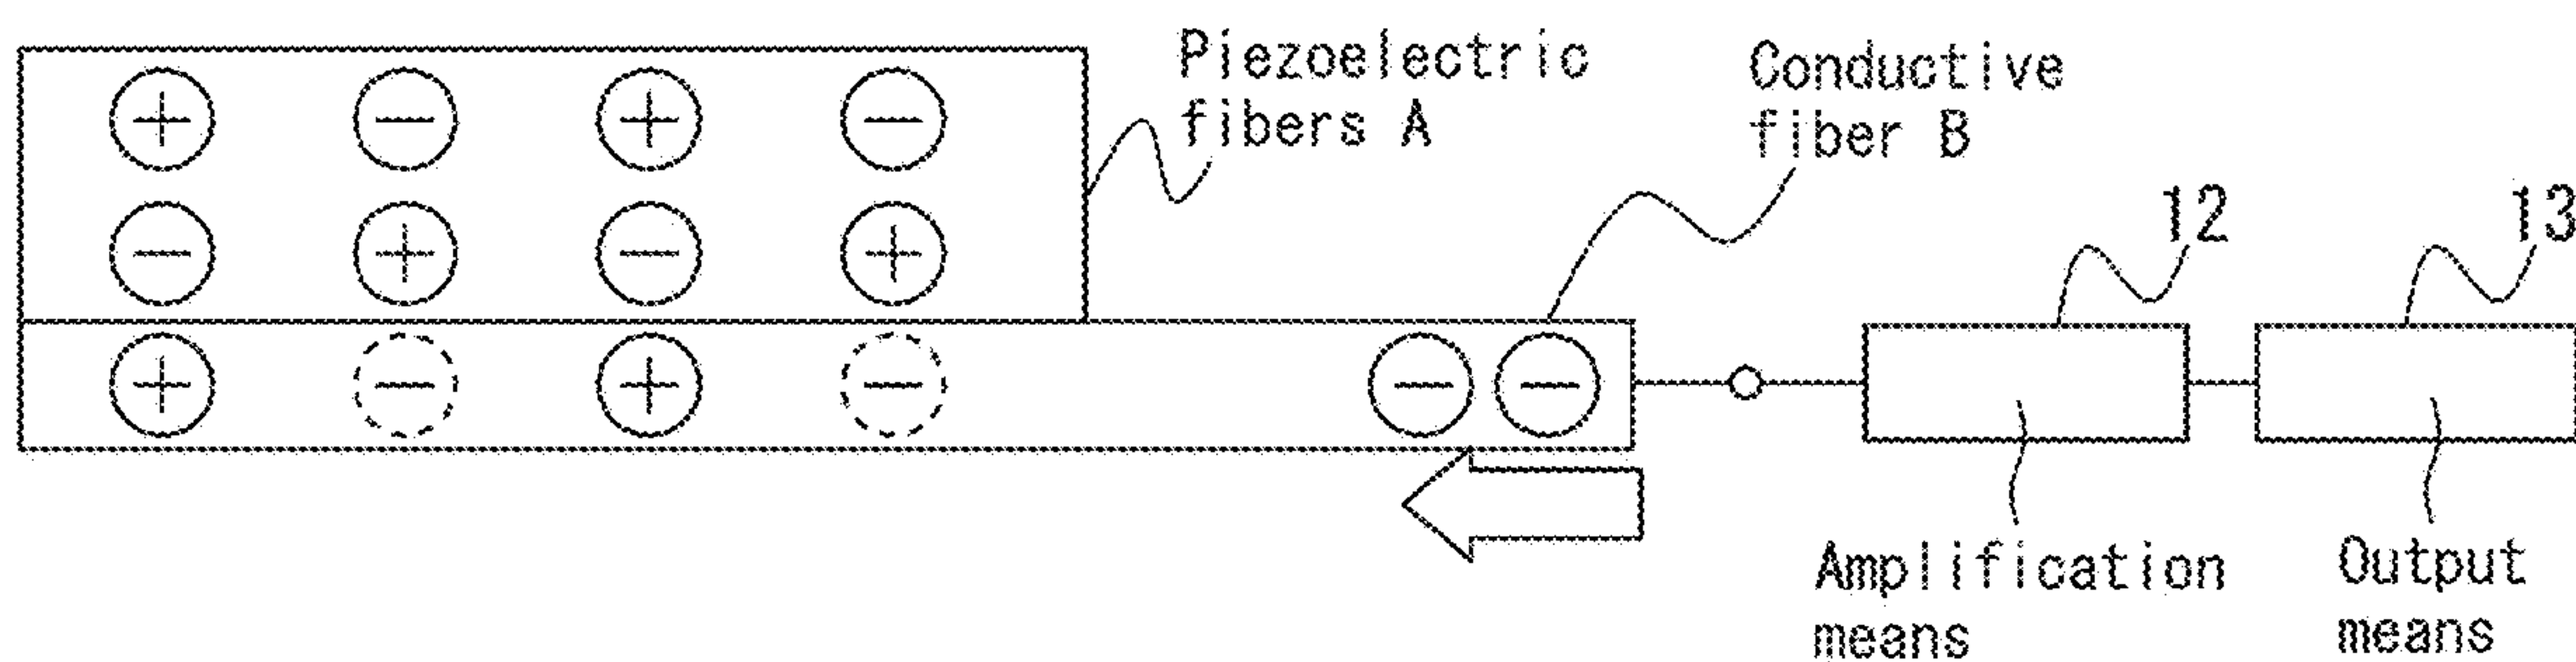 Piezoelectric
fibers A
Conductive
fiber B
12
13
Amplification
means
Output
means